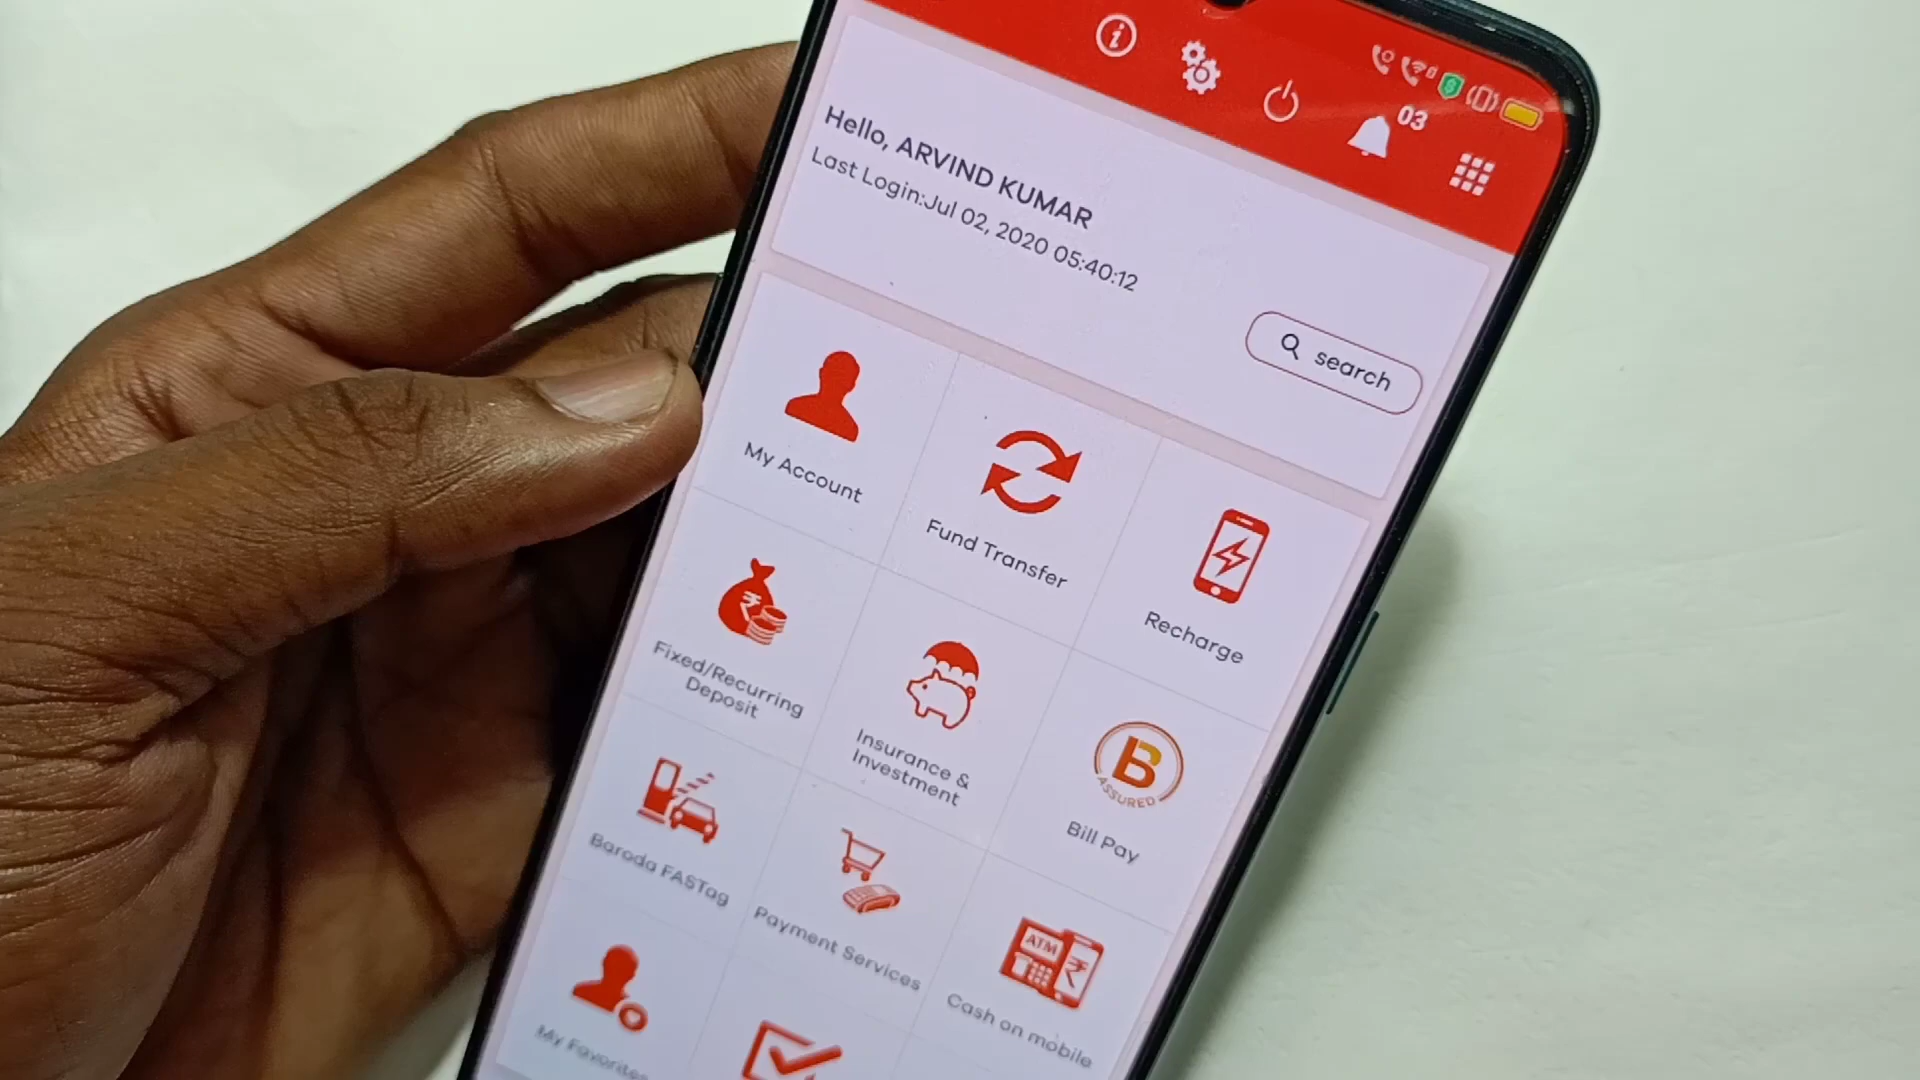 03
Hello, ARVIND KUMAR
Last Login:Jul 02, 2020 05:40:12
search
My Account
Fund Transfer
Recharge
Fixed/Recurring
Deposit
Insurance &
Investment
B
ASSURED
Bill Pay
Baroda FASTag
Payment Services
ATM
Cash on mobile
My Favorites